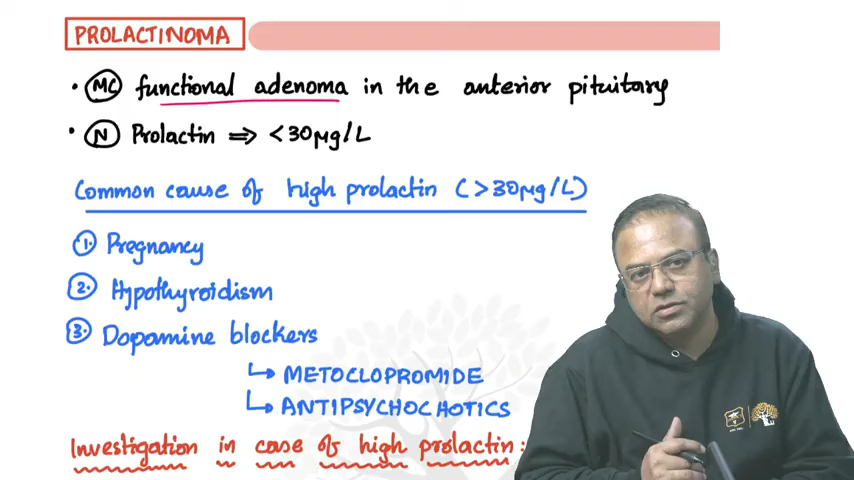 PROLACTINOMA
• MC functional adenoma in the anterior pituitary
• N Prolactin ⇒ <30μg/L
Common cause of high prolactin (>30μg/L)
1. Pregnancy
2. Hypothyroidism
3. Dopamine blockers
↳ METOCLOPROMIDE
↳ ANTIPSYCHOCHOTICS
Investigation in case of high prolactin: